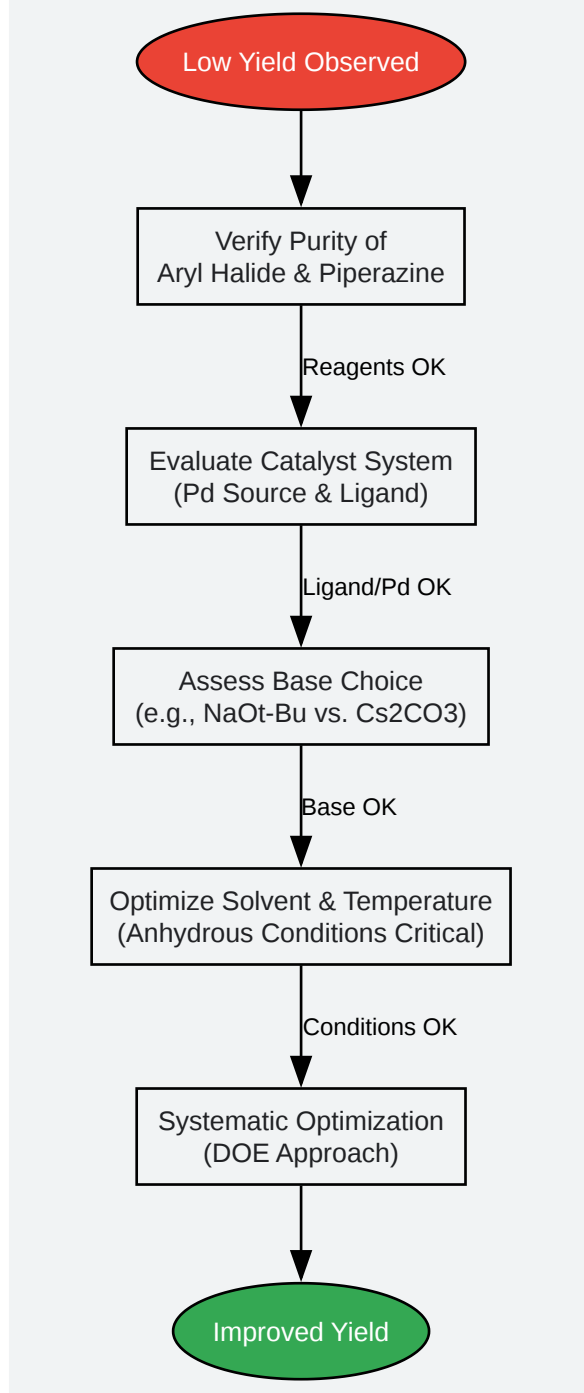 Low Yield Observed
Verify Purity of
Aryl Halide & Piperazine
Reagents OK
Evaluate Catalyst System
(Pd Source & Ligand)
Ligand/Pd OK
Assess Base Choice
(e.g., NaOt-Bu vs. Cs2CO3)
Base OK
Optimize Solvent & Temperature
(Anhydrous Conditions Critical)
Conditions OK
Systematic Optimization
(DOE Approach)
Improved Yield